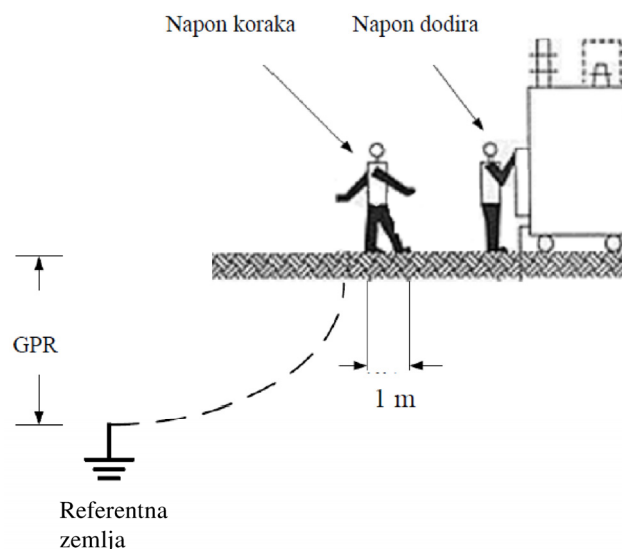 Napon koraka
Napon dodira
GPR
1 m
Referentna
zemlja